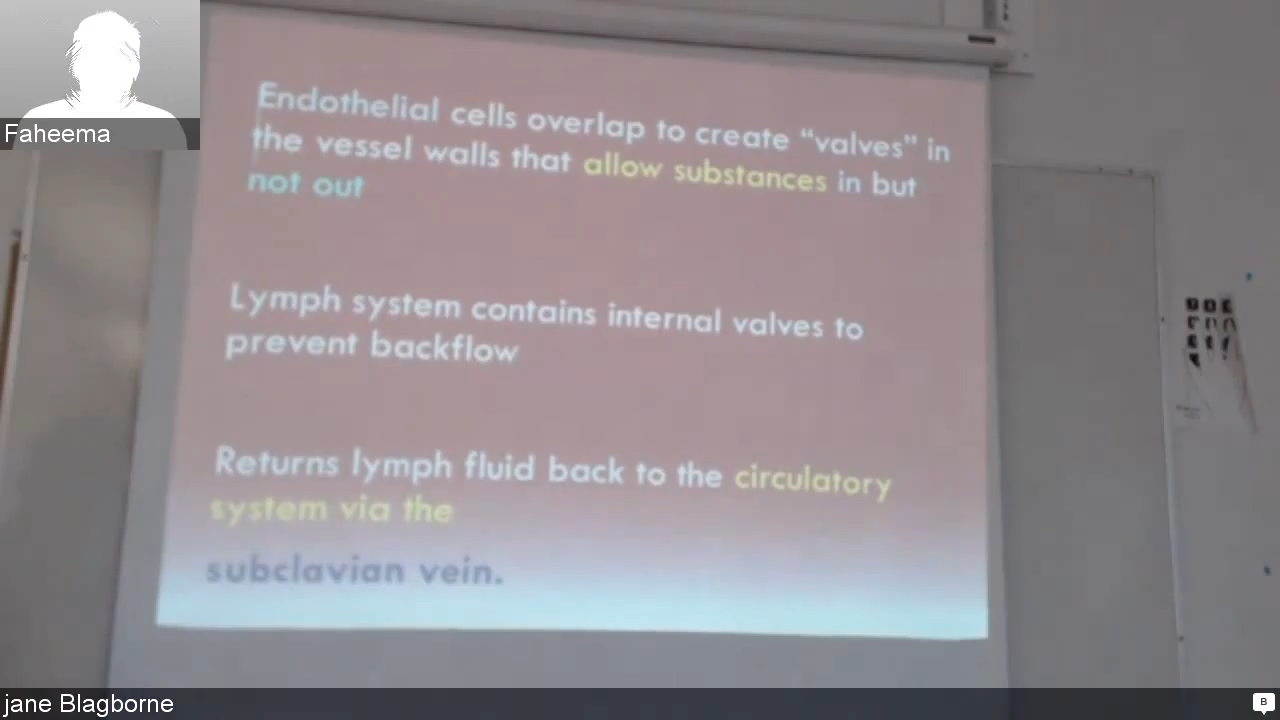 Faheema
Endothelial cells overlap to create “valves” in
the vessel walls that allow substances in but
not out
Lymph system contains internal valves to
prevent backflow
Returns lymph fluid back to the circulatory
system via the
subclavian vein.
jane Blagborne
B